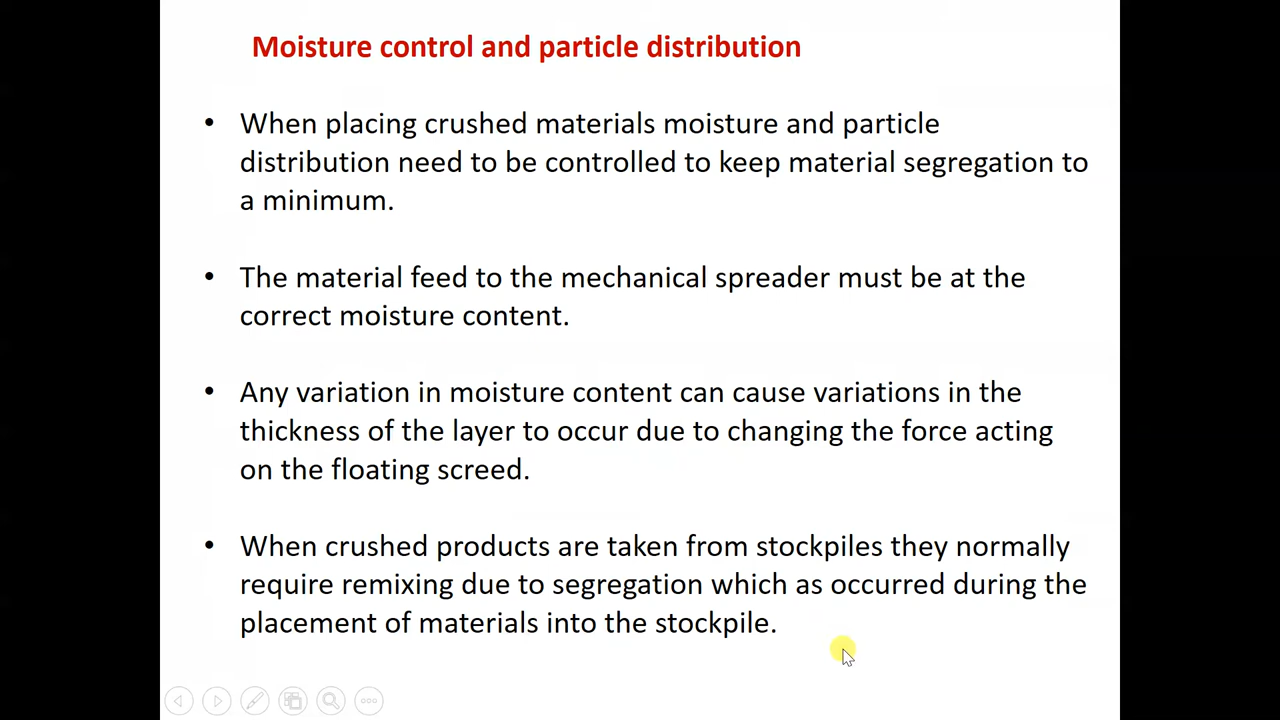 Moisture control and particle distribution
• When placing crushed materials moisture and particle
distribution need to be controlled to keep material segregation to
a minimum.
• The material feed to the mechanical spreader must be at the
correct moisture content.
• Any variation in moisture content can cause variations in the
thickness of the layer to occur due to changing the force acting
on the floating screed.
• When crushed products are taken from stockpiles they normally
require remixing due to segregation which as occurred during the
placement of materials into the stockpile.